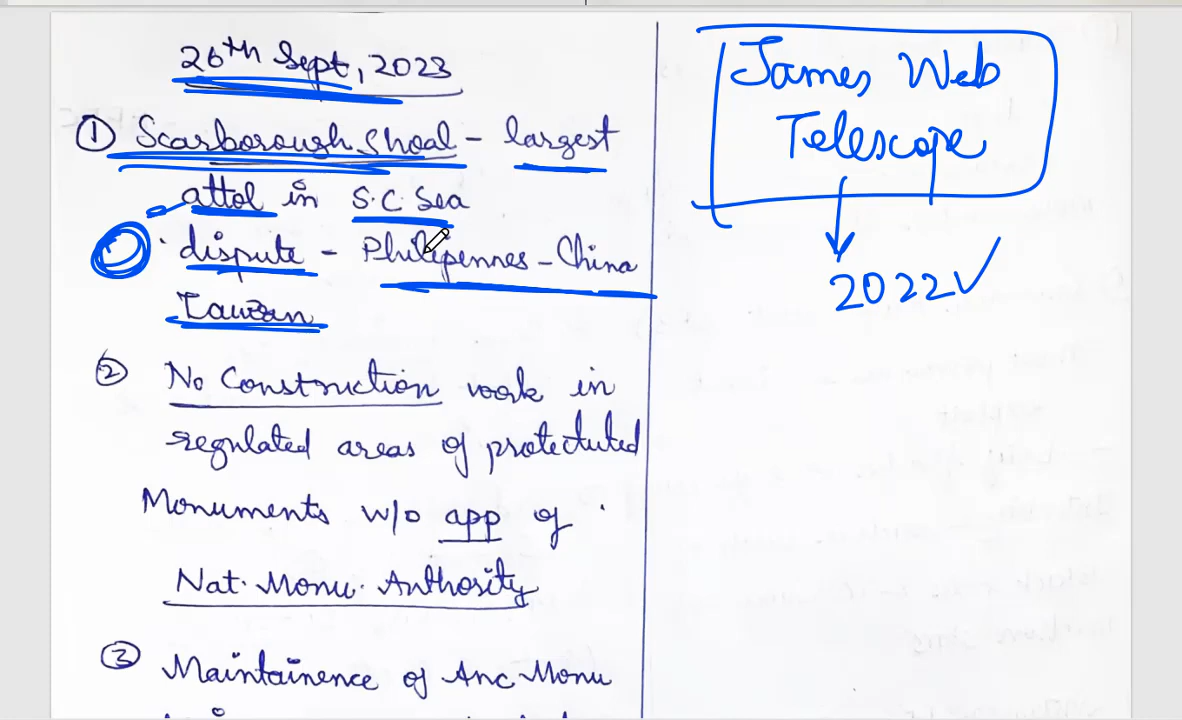 26th Sept, 2023
① Scarborough Shoal - largest
attol in S.C. Sea
dispute - Philipennes - China
Taiwan
② No Construction work in
regulated areas of protectuted
Monuments w/o app of
Nat. Monu. Authority
③ Maintainence of Anc. Monu
James Web
Telescope
2022